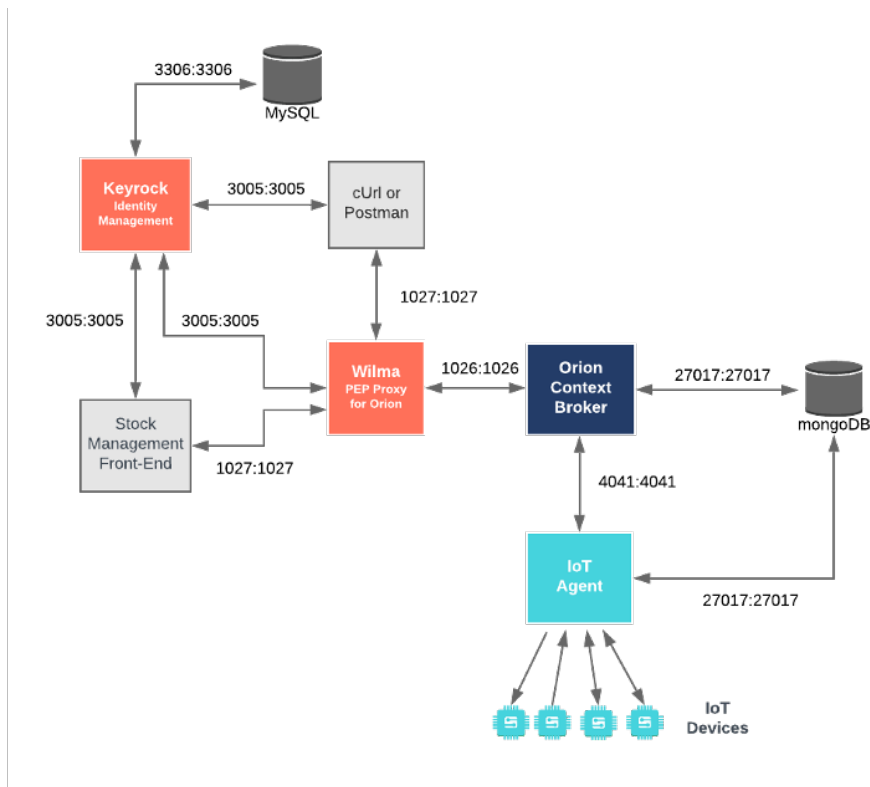 3306:3306
MySQL
Keyrock
Identity
Management
3005:3005
cUrl or
Postman
1027:1027
3005:3005
3005:3005
Wilma
PEP Proxy
for Orion
1026:1026
Orion
Context
Broker
27017:27017
mongoDB
Stock
Management
Front-End
1027:1027
4041:4041
IoT
Agent
27017:27017
IoT
Devices